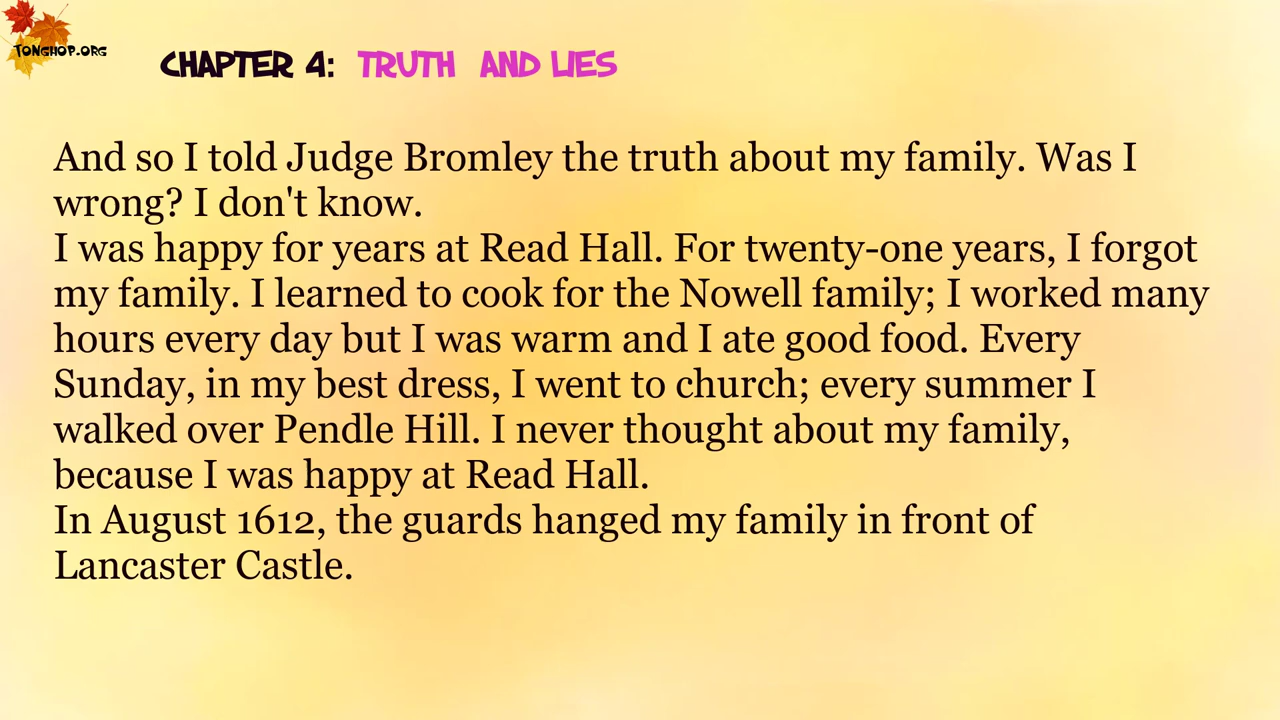 TONGHOP.ORG
CHAPTER 4: TRUTH AND LIES
And so I told Judge Bromley the truth about my family. Was I
wrong? I don't know.
I was happy for years at Read Hall. For twenty-one years, I forgot
my family. I learned to cook for the Nowell family; I worked many
hours every day but I was warm and I ate good food. Every
Sunday, in my best dress, I went to church; every summer I
walked over Pendle Hill. I never thought about my family,
because I was happy at Read Hall.
In August 1612, the guards hanged my family in front of
Lancaster Castle.